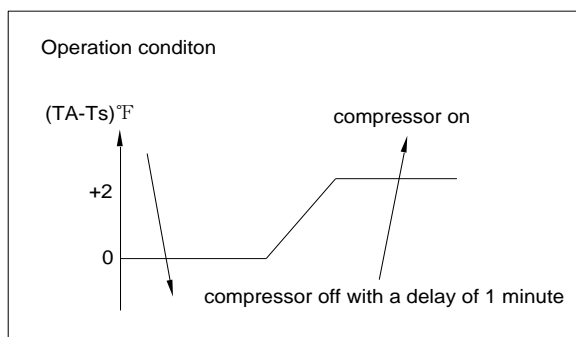 Operation conditon
(TA-Ts)°F
compressor on
+2
0
compressor off with a delay of 1 minute